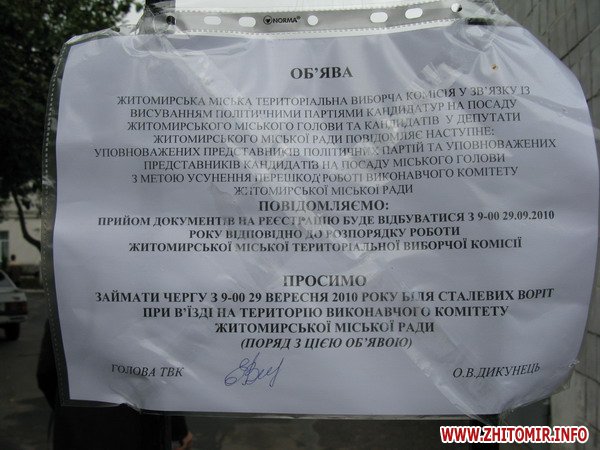 NORMA
ОБ'ЯВА
ЖИТОМИРСЬКА МІСЬКА ТЕРИТОРІАЛЬНА ВИБОРЧА КОМІСІЯ У ЗВ'ЯЗКУ ІЗ
ВИСУВАННЯМ ПОЛІТИЧНИМИ ПАРТІЯМИ КАНДИДАТУР НА ПОСАДУ
ЖИТОМИРСЬКОГО МІСЬКОГО ГОЛОВИ ТА КАНДИДАТІВ У ДЕПУТАТИ
ЖИТОМИРСЬКОГО МІСЬКОЇ РАДИ ПОВІДОМЛЯЄ НАСТУПНЕ:
УПОВНОВАЖЕНИХ ПРЕДСТАВНИКІВ ПОЛІТИЧНИХ ПАРТІЙ ТА УПОВНОВАЖЕНИХ
ПРЕДСТАВНИКІВ КАНДИДАТІВ НА ПОСАДУ МІСЬКОГО ГОЛОВИ
З МЕТОЮ УСУНЕННЯ ПЕРЕШКОД РОБОТІ ВИКОНАВЧОГО КОМІТЕТУ
ЖИТОМИРСЬКОЇ МІСЬКОЇ РАДИ
ПОВІДОМЛЯЄМО:
ПРИЙОМ ДОКУМЕНТІВ НА РЕЄСТРАЦІЮ БУДЕ ВІДБУВАТИСЯ З 9-00 29.09.2010
РОКУ ВІДПОВІДНО ДО РОЗПОРЯДКУ РОБОТИ
ЖИТОМИРСЬКОЇ МІСЬКОЇ ТЕРИТОРІАЛЬНОЇ ВИБОРЧОЇ КОМІСІЇ
ПРОСИМО
ЗАЙМАТИ ЧЕРГУ З 9-00 29 ВЕРЕСНЯ 2010 РОКУ БІЛЯ СТАЛЕВИХ ВОРІТ
ПРИ В'ЇЗДІ НА ТЕРИТОРІЮ ВИКОНАВЧОГО КОМІТЕТУ
ЖИТОМИРСЬКОЇ МІСЬКОЇ РАДИ
(ПОРЯД З ЦІЄЮ ОБ'ЯВОЮ)
ГОЛОВА ТВК О.В.ДИКУНЕЦЬ
WWW.ZHITOMIR.INFO